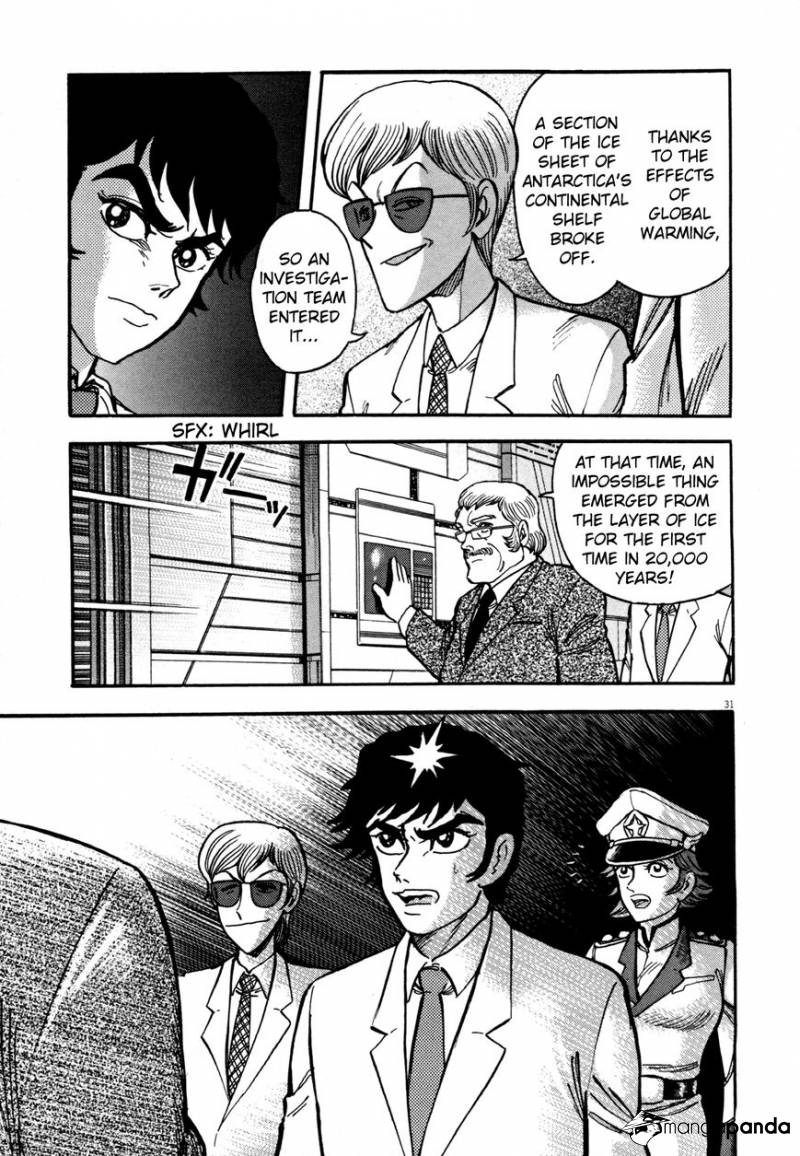 THANKS
TO THE
EFFECTS
OF
GLOBAL
WARMING,
A SECTION
OF THE ICE
SHEET OF
ANTARCTICA'S
CONTINENTAL
SHELF
BROKE
OFF.
SO AN
INVESTIGA-
TION TEAM
ENTERED
IT...
SFX: WHIRL
ガーッ
AT THAT TIME, AN
IMPOSSIBLE THING
EMERGED FROM
THE LAYER OF ICE
FOR THE FIRST
TIME IN 20,000
YEARS!
31
mangapanda